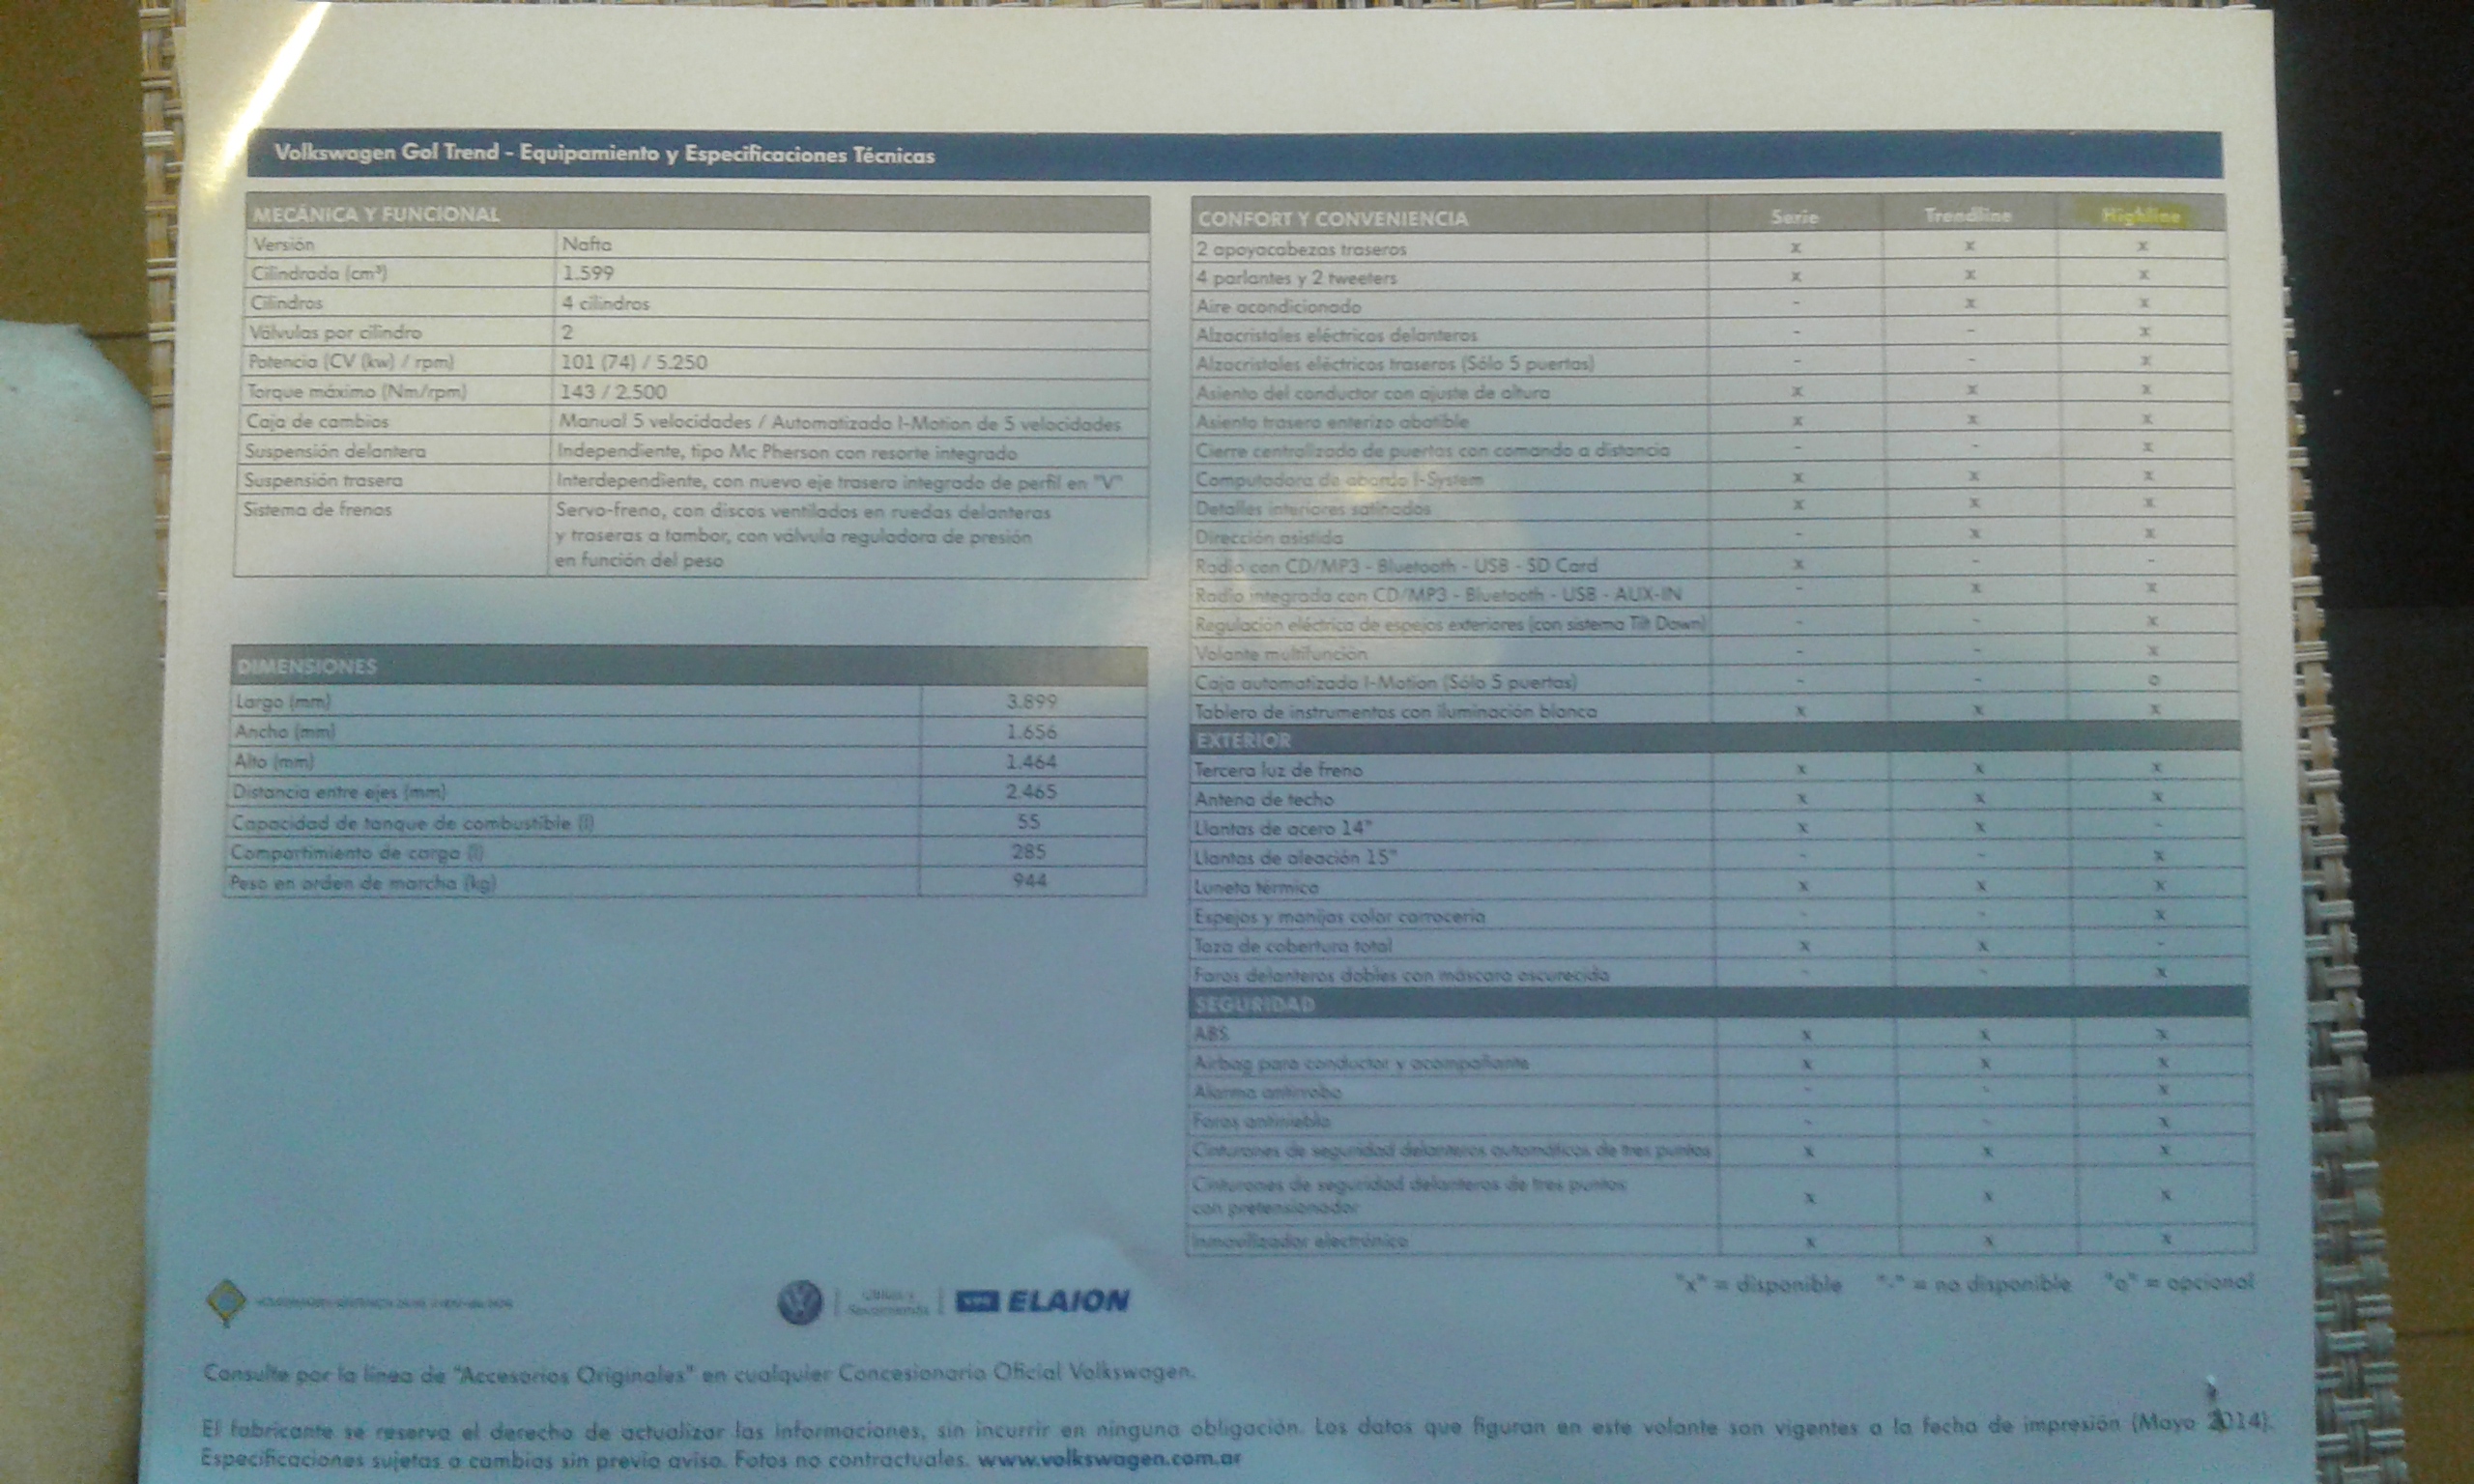 Volkswagen Gol Trend - Equipamiento y Especificaciones Técnicas
MECÁNICA Y FUNCIONAL
Versión Nafta
Cilindrada (cm³) 1.599
Cilindros 4 cilindros
Válvulas por cilindro 2
Potencia (CV (kw) / rpm) 101 (74) / 5.250
Torque máximo (Nm/rpm) 143 / 2.500
Caja de cambios Manual 5 velocidades / Automatizada I-Motion de 5 velocidades
Suspensión delantera Independiente, tipo Mc Pherson con resorte integrado
Suspensión trasera Interdependiente, con nuevo eje trasero integrado de perfil en "V"
Sistema de frenos Servo-freno, con discos ventilados en ruedas delanteras
y traseras a tambor, con válvula reguladora de presión
en función del peso
DIMENSIONES
Largo (mm) 3.899
Ancho (mm) 1.656
Alto (mm) 1.464
Distancia entre ejes (mm) 2.465
Capacidad de tanque de combustible (l) 55
Compartimiento de carga (l) 285
Peso en orden de marcha (kg) 944
CONFORT Y CONVENIENCIA Serie Trendline Highline
2 apoyacabezas traseros x x x
4 parlantes y 2 tweeters x x x
Aire acondicionado - x x
Alzacristales eléctricos delanteros - - x
Alzacristales eléctricos traseros (Sólo 5 puertas) - - x
Asiento del conductor con ajuste de altura x x x
Asiento trasero enterizo abatible x x x
Cierre centralizado de puertas con comando a distancia - - x
Computadora de abordo I-System x x x
Detalles interiores satinados x x x
Dirección asistida - x x
Radio con CD/MP3 - Bluetooth - USB - SD Card x - -
Radio integrada con CD/MP3 - Bluetooth - USB - AUX-IN - x x
Regulación eléctrica de espejos exteriores (con sistema Tilt Down) - - x
Volante multifunción - - x
Caja automatizada I-Motion (Sólo 5 puertas) - - o
Tablero de instrumentos con iluminación blanca x x x
EXTERIOR
Tercera luz de freno x x x
Antena de techo x x x
Llantas de acero 14" x x -
Llantas de aleación 15" - - x
Luneta térmica x x x
Espejos y manijas color carrocería - - x
Taza de cobertura total x x -
Faros delanteros dobles con máscara oscurecida - - x
SEGURIDAD
ABS x x x
Airbag para conductor y acompañante x x x
Alarma antirrobo - - x
Faros antiniebla - - x
Cinturones de seguridad delanteros automáticos de tres puntos x x x
Cinturones de seguridad delanteros de tres puntos
con pretensionador x x x
Inmovilizador electrónico x x x
"x" = disponible "-" = no disponible "o" = opcional
YPF ELAION
Consulte por la línea de "Accesorios Originales" en cualquier Concesionario Oficial Volkswagen.
El fabricante se reserva el derecho de actualizar las informaciones, sin incurrir en ninguna obligación. Los datos que figuran en este volante son vigentes a la fecha de impresión (Mayo 2014).
Especificaciones sujetas a cambios sin previo aviso. Fotos no contractuales. www.volkswagen.com.ar